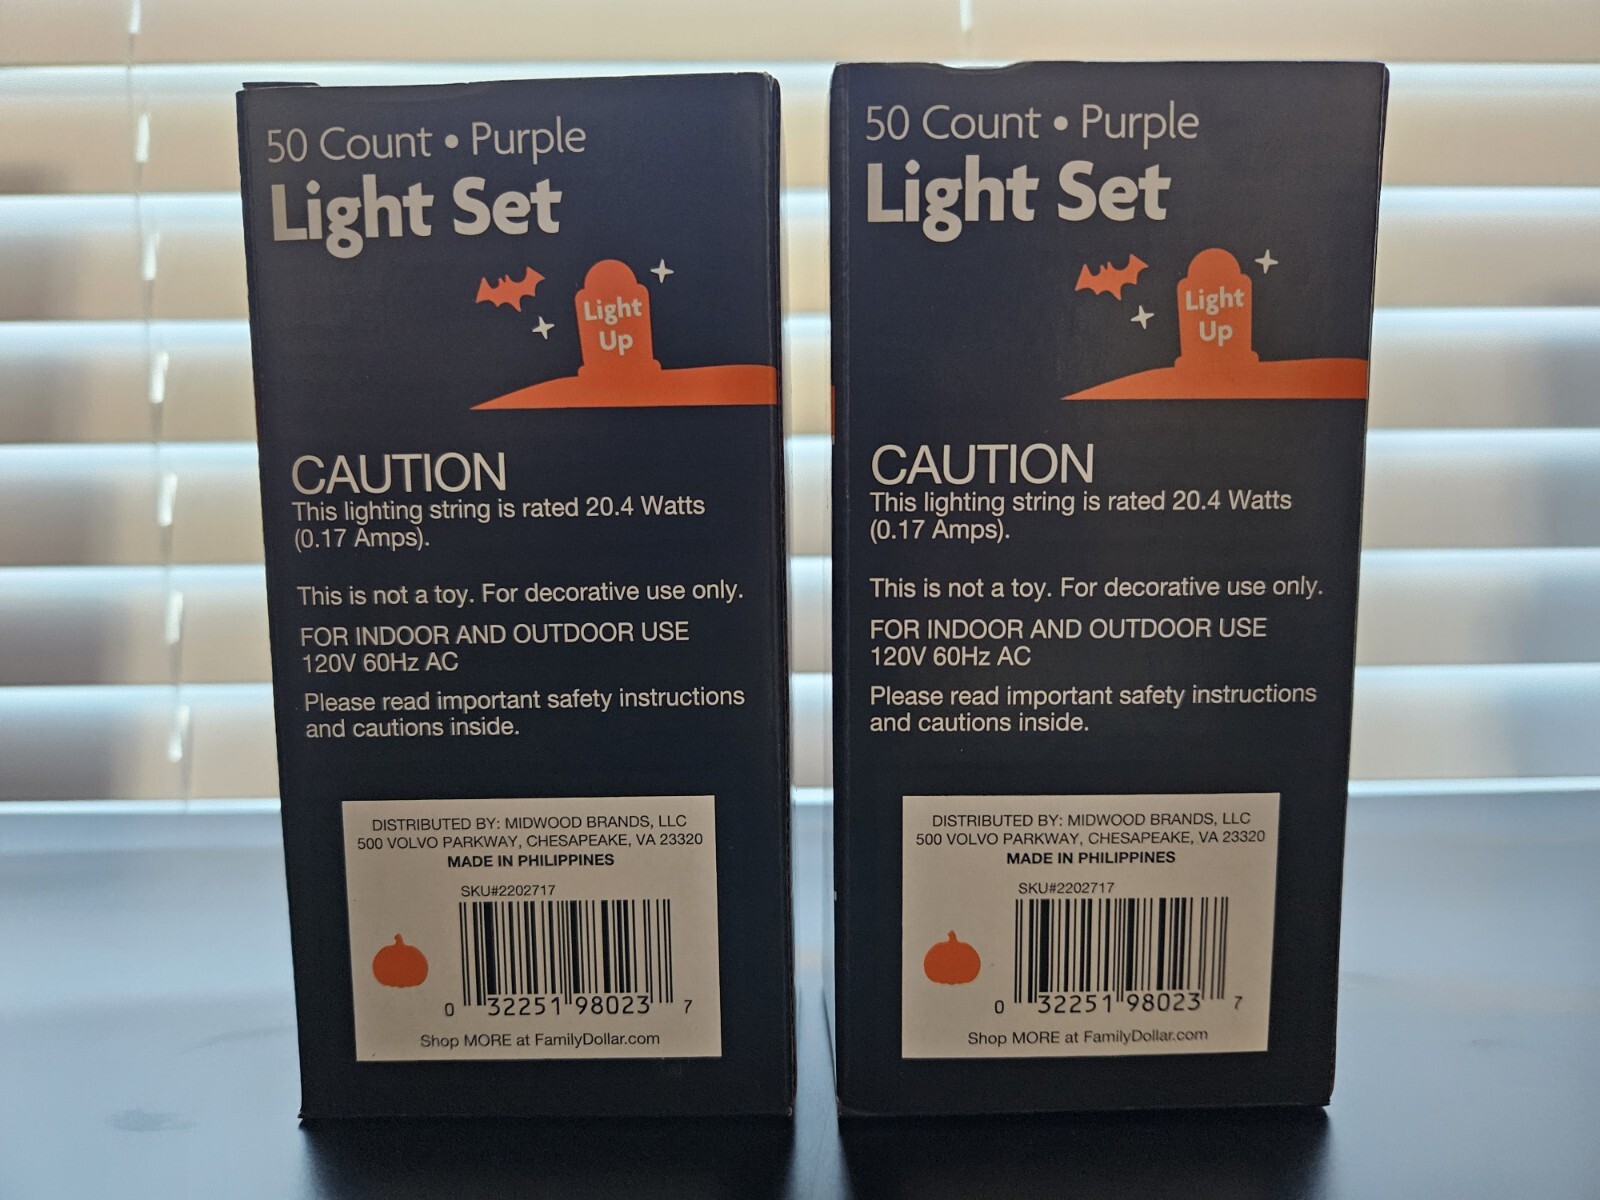 50 Count • Purple
Light Set
Light
Up
CAUTION
This lighting string is rated 20.4 Watts
(0.17 Amps).
This is not a toy. For decorative use only.
FOR INDOOR AND OUTDOOR USE
120V 60Hz AC
Please read important safety instructions
and cautions inside.
DISTRIBUTED BY: MIDWOOD BRANDS, LLC
500 VOLVO PARKWAY, CHESAPEAKE, VA 23320
MADE IN PHILIPPINES
SKU#2202717
0 32251 98023 7
Shop MORE at FamilyDollar.com
50 Count • Purple
Light Set
Light
Up
CAUTION
This lighting string is rated 20.4 Watts
(0.17 Amps).
This is not a toy. For decorative use only.
FOR INDOOR AND OUTDOOR USE
120V 60Hz AC
Please read important safety instructions
and cautions inside.
DISTRIBUTED BY: MIDWOOD BRANDS, LLC
500 VOLVO PARKWAY, CHESAPEAKE, VA 23320
MADE IN PHILIPPINES
SKU#2202717
0 32251 98023 7
Shop MORE at FamilyDollar.com